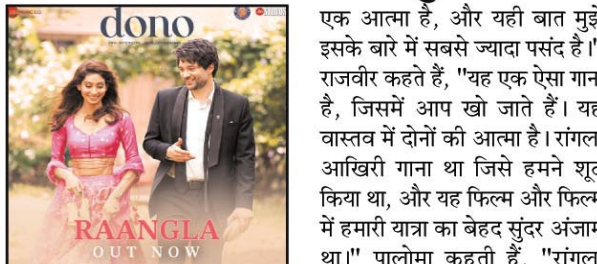 dono
RAANGLA
OUT NOW
एक आत्मा है, और यही बात मुझे
इसके बारे में सबसे ज्यादा पसंद है।"
राजवीर कहते हैं, "यह एक ऐसा गान
है, जिसमें आप खो जाते हैं। यह
वास्तव में दोनों की आत्मा है। रांगल
आखिरी गाना था जिसे हमने शूट
किया था, और यह फिल्म और फिल्म
में हमारी यात्रा का बेहद सुंदर अंजाम
था।" पालोमा कहती हैं, "रांगल